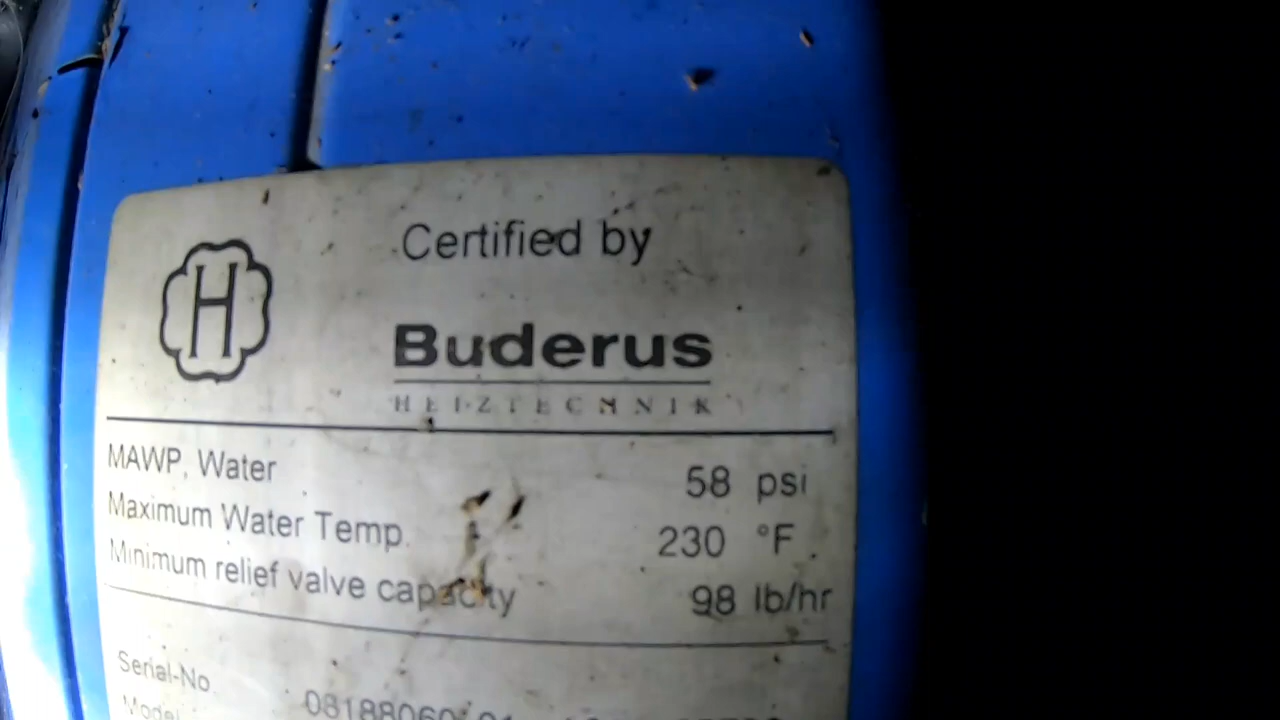 H
Certified by
Buderus
HEIZTECHNIK
MAWP, Water 58 psi
Maximum Water Temp. 230 °F
Minimum relief valve capacity 98 lb/hr
Serial-No
Model